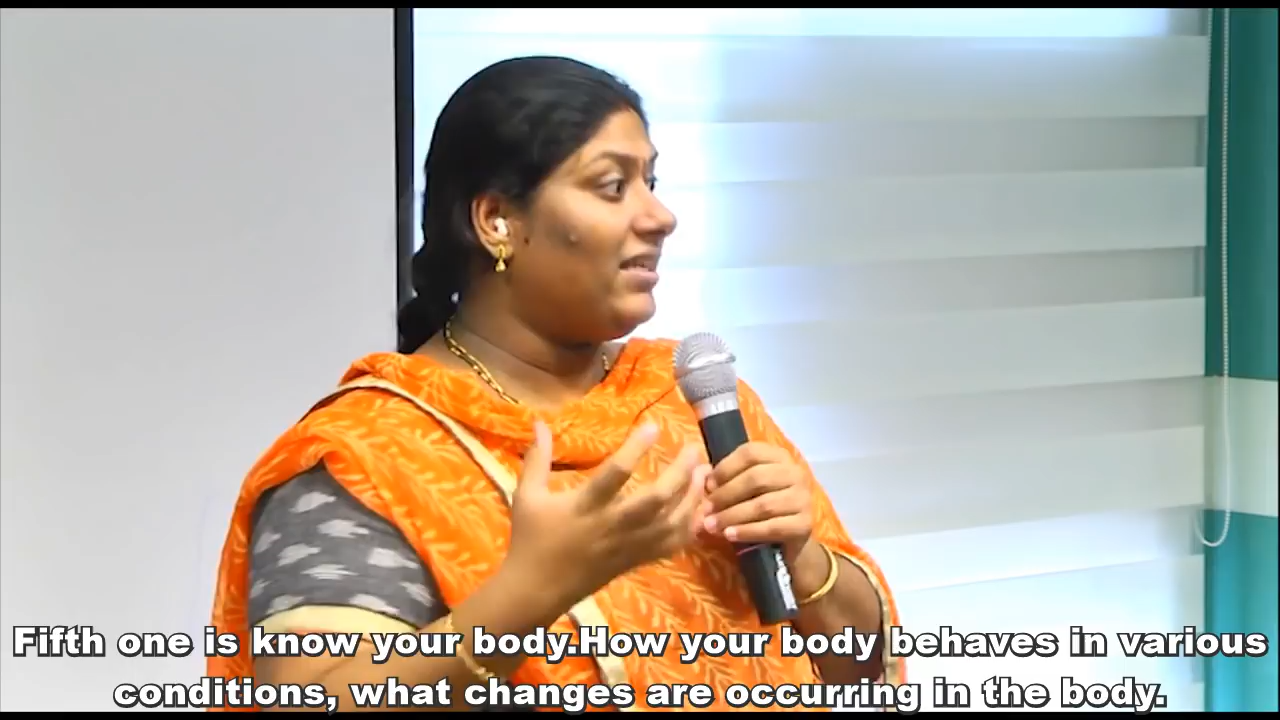 Fifth one is know your body.How your body behaves in various
conditions, what changes are occurring in the body.